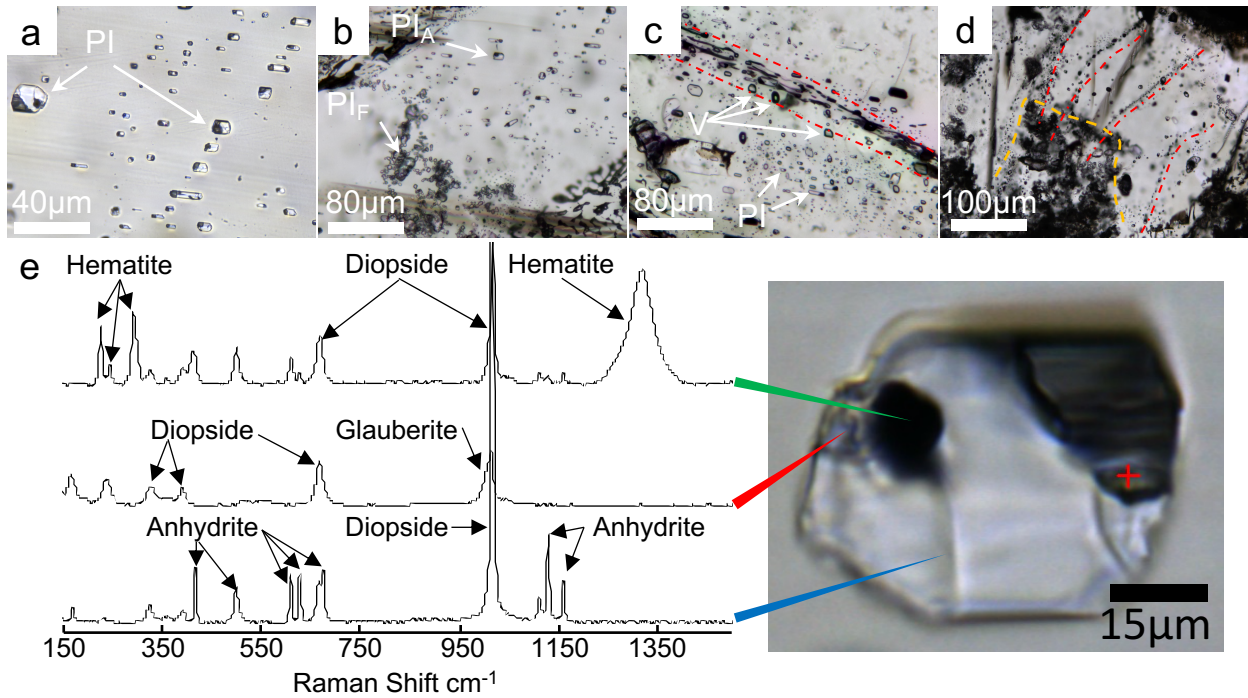 a
PI
40µm
b
PI_A
PI_F
80µm
c
V
PI
80µm
d
100µm
e
Hematite
Diopside
Hematite
Diopside
Glauberite
Anhydrite
Diopside
Anhydrite
150 350 550 750 950 1150 1350
Raman Shift cm⁻¹
15µm